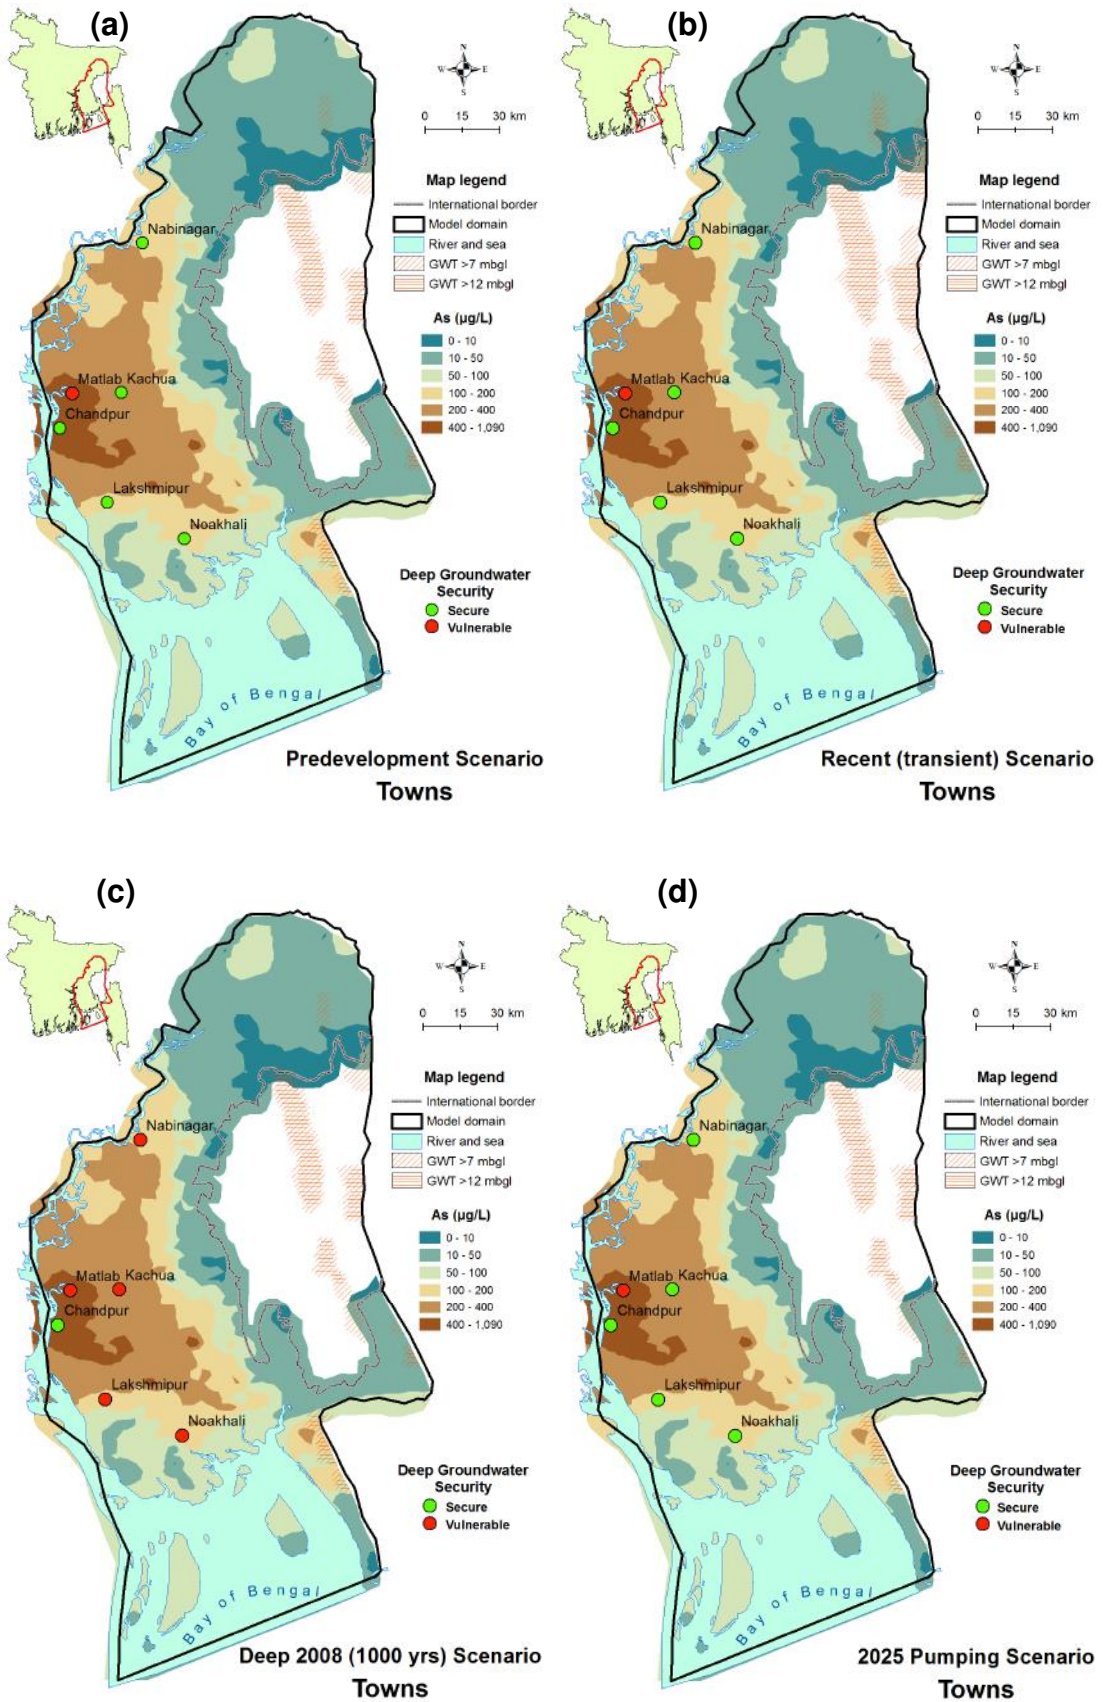 (a)
N
W E
S
0 15 30 km
Map legend
International border
Model domain
River and sea
GWT >7 mbgl
GWT >12 mbgl
As (µg/L)
0 - 10
10 - 50
50 - 100
100 - 200
200 - 400
400 - 1,090
Nabinagar
Matlab Kachua
Chandpur
Lakshmipur
Noakhali
Deep Groundwater
Security
Secure
Vulnerable
Bay of Bengal
Predevelopment Scenario
Towns
(b)
N
W E
S
0 15 30 km
Map legend
International border
Model domain
River and sea
GWT >7 mbgl
GWT >12 mbgl
As (µg/L)
0 - 10
10 - 50
50 - 100
100 - 200
200 - 400
400 - 1,090
Nabinagar
Matlab Kachua
Chandpur
Lakshmipur
Noakhali
Deep Groundwater
Security
Secure
Vulnerable
Bay of Bengal
Recent (transient) Scenario
Towns
(c)
N
W E
S
0 15 30 km
Map legend
International border
Model domain
River and sea
GWT >7 mbgl
GWT >12 mbgl
As (µg/L)
0 - 10
10 - 50
50 - 100
100 - 200
200 - 400
400 - 1,090
Nabinagar
Matlab Kachua
Chandpur
Lakshmipur
Noakhali
Deep Groundwater
Security
Secure
Vulnerable
Bay of Bengal
Deep 2008 (1000 yrs) Scenario
Towns
(d)
N
W E
S
0 15 30 km
Map legend
International border
Model domain
River and sea
GWT >7 mbgl
GWT >12 mbgl
As (µg/L)
0 - 10
10 - 50
50 - 100
100 - 200
200 - 400
400 - 1,090
Nabinagar
Matlab Kachua
Chandpur
Lakshmipur
Noakhali
Deep Groundwater
Security
Secure
Vulnerable
Bay of Bengal
2025 Pumping Scenario
Towns